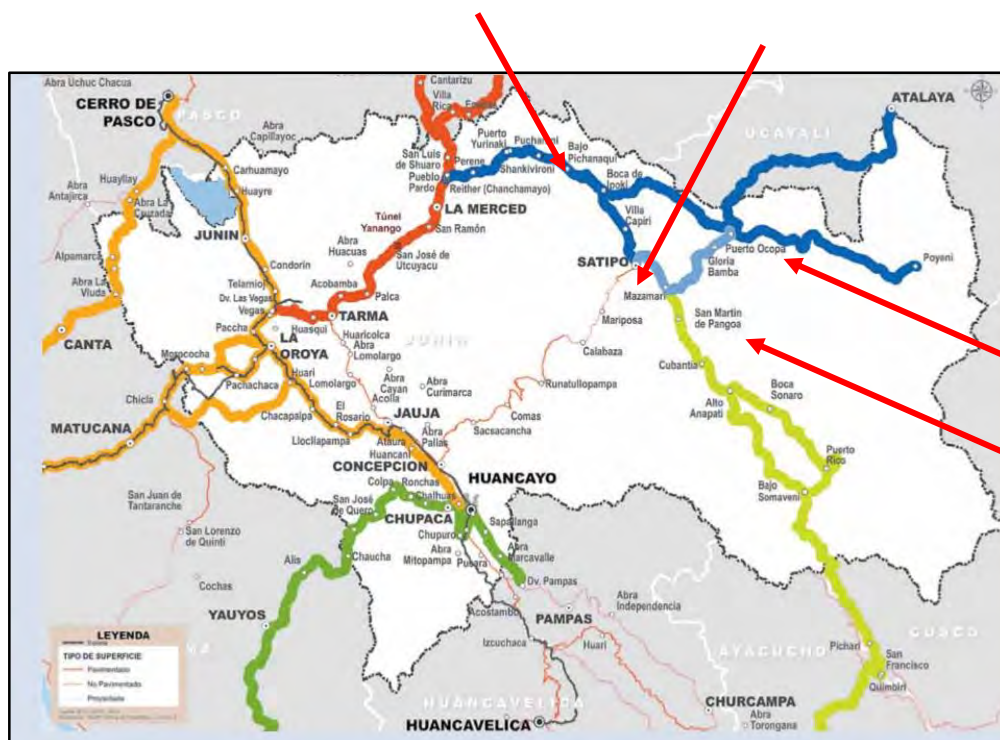 Abra Uchuc Chacua
CERRO DE
PASCO
PASCO
Abra
Capillayoc
Cantarizu
Villa
Rica
ATALAYA
UCAYALI
Carhuamayo
Huayllay
Huayre
Abra
Antajirca
Abra La
Cruzada
San Luis
de Shuaro
Perene
Pueblo
Pardo
Reither (Chanchamayo)
Puerto
Yurinaki
Pucharini
Shankivironi
Bajo
Pichanaqui
Boca de
Ipoki
LA MERCED
Túnel
Yanango
San Ramón
Villa
Capiri
JUNIN
Alpamarca
Abra La
Viuda
Condorin
Abra
Huacuas
San José de
Utcuyacu
SATIPO
Puerto Ocopa
Gloria
Bamba
Poyeni
Telarnioj
Acobamba
Palca
Mazamari
Dv. Las Vegas
Vegas
TARMA
Mariposa
San Martin
de Pangoa
CANTA
Paccha
Huasqui
LA
OROYA
Huaricolca
Abra
Lomolargo
JUNIN
Calabaza
Morococha
Huari
Lomolargo
Cubantia
Chicla
Pachachaca
Abra
Cayan
Acolla
Abra
Curimarca
Runatullopampa
Boca
Sonaro
Alto
Anapati
MATUCANA
Chacapalpa
El
Rosario
JAUJA
Comas
Llocllapampa
Ataura
Huancani
Abra
Pallas
Sacsacancha
CONCEPCION
Puerto
Rios
Colpa
Ronchas
HUANCAYO
Bajo
Somaveni
San Juan de
Tantaranche
San José
de Quero
Chalhuas
CHUPACA
Sapallanga
San Lorenzo
de Quinti
Chupuro
Chaucha
Abra
Mitopampa
Pucara
Abra
Marcavalle
Alis
Cochas
Dv. Pampas
YAUYOS
Acostambo
PAMPAS
Abra
Independencia
LEYENDA
TIPO DE SUPERFICIE
Pavimentado
No Pavimentado
Proyectada
Izcuchaca
Huari
AYACUCHO
CUSCO
Pichari
San
Francisco
Quimbiri
HUANCAVELICA
HUANCAVELICA
CHURCAMPA
Abra
Torongana